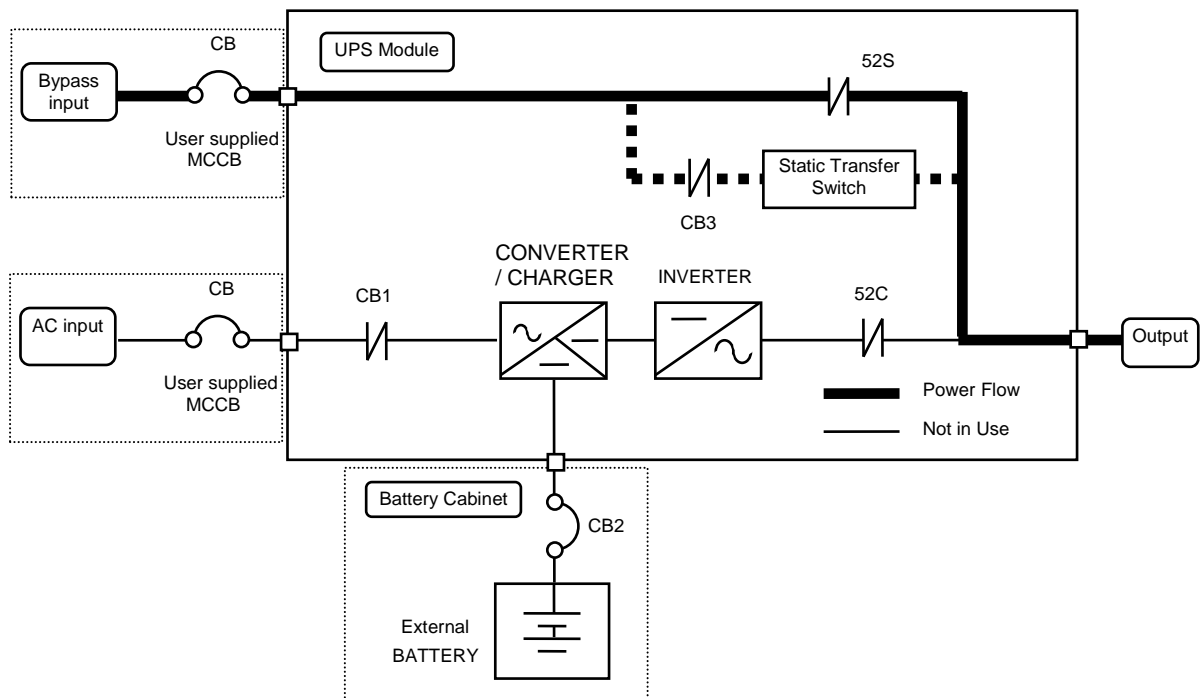 CB
UPS Module
Bypass
input
52S
User supplied
MCCB
Static Transfer
Switch
CB3
CONVERTER
/ CHARGER
INVERTER
CB
CB1
52C
AC input
Output
User supplied
MCCB
Power Flow
Not in Use
Battery Cabinet
CB2
External
BATTERY